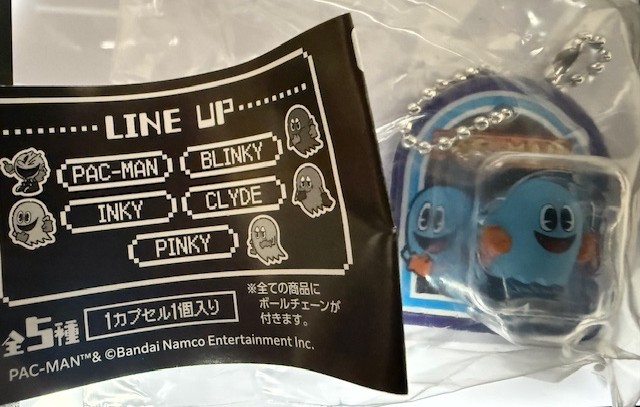 LINE UP
PAC-MAN
BLINKY
INKY
CLYDE
PINKY
全5種
1カプセル1個入り
※全ての商品に
ボールチェーンが
付きます。
PAC-MAN™& ©Bandai Namco Entertainment Inc.